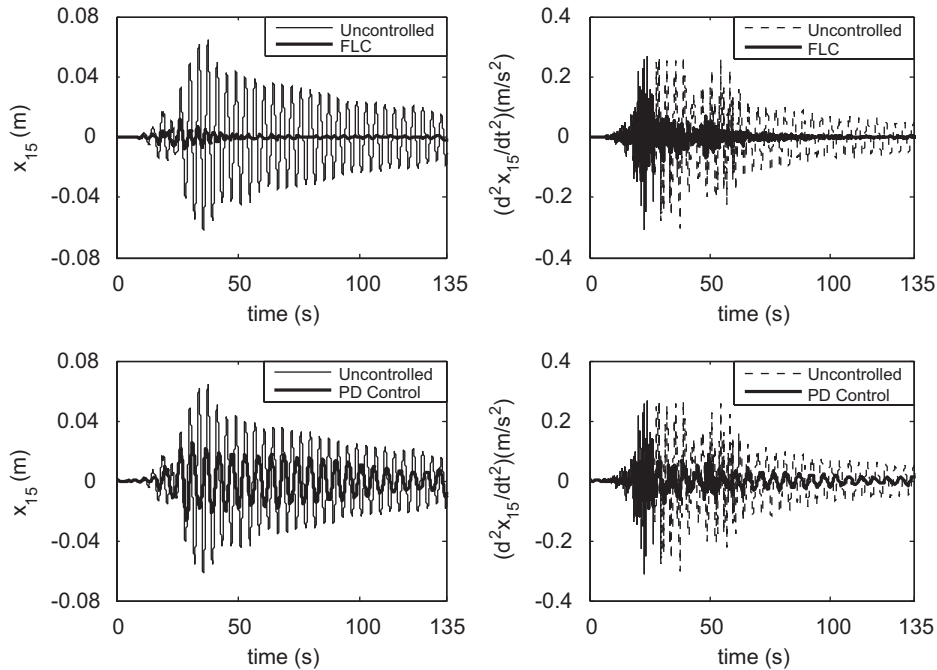 0.08
0.04
0
-0.04
-0.08
x15 (m)
Uncontrolled
FLC
0
50
100
135
time (s)
0.4
0.2
0
-0.2
-0.4
(d²x15/dt²)(m/s²)
Uncontrolled
FLC
0
50
100
135
time (s)
0.08
0.04
0
-0.04
-0.08
x15 (m)
Uncontrolled
PD Control
0
50
100
135
time (s)
0.4
0.2
0
-0.2
-0.4
(d²x15/dt²)(m/s²)
Uncontrolled
PD Control
0
50
100
135
time (s)